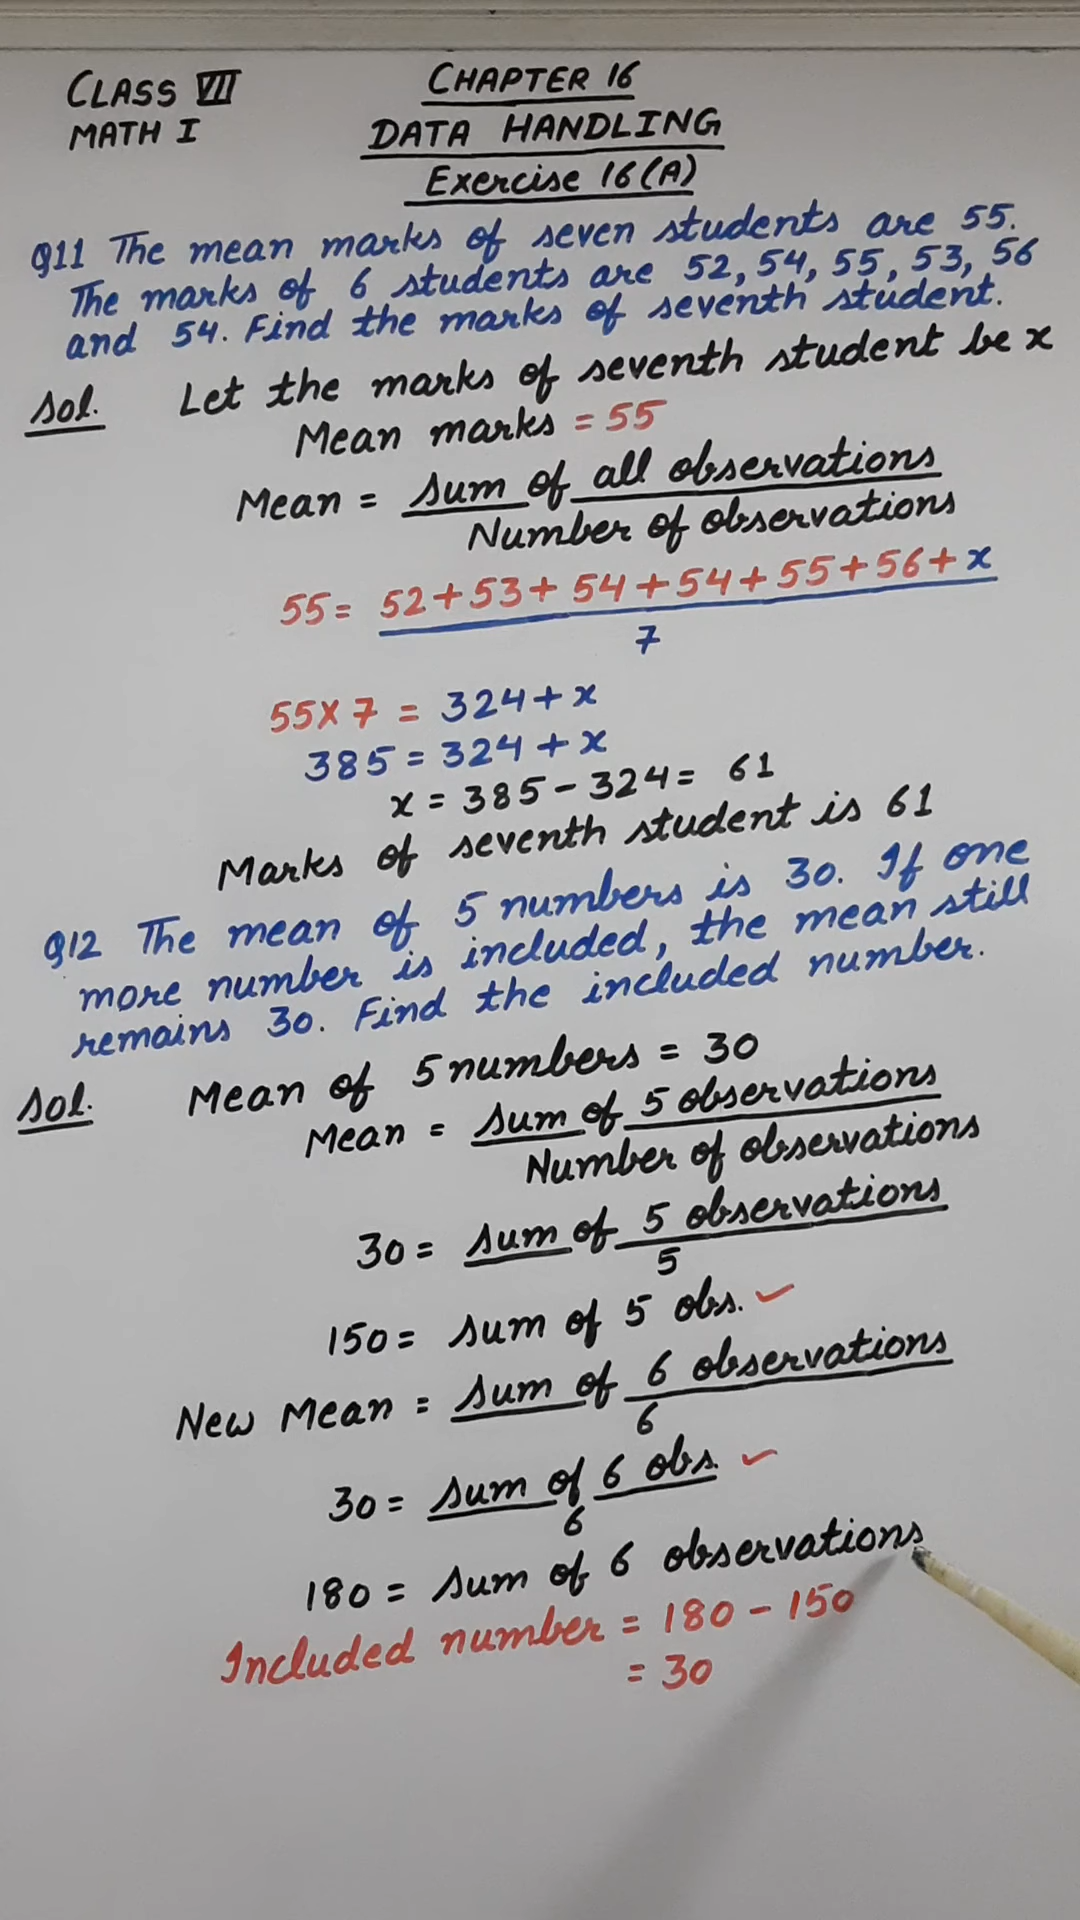 CLASS VII
CHAPTER 16
MATH I
DATA HANDLING
Exercise 16(A)
Q11 The mean marks of seven students are 55.
The marks of 6 students are 52, 54, 55, 53, 56
and 54. Find the marks of seventh student.
Sol. Let the marks of seventh student be x
Mean marks = 55
Mean = Sum of all observations
Number of observations
55 = 52+53+54+54+55+56+x
7
55x7 = 324+x
385 = 324+x
x = 385-324 = 61
Marks of seventh student is 61
Q12 The mean of 5 numbers is 30. If one
more number is included, the mean still
remains 30. Find the included number.
Sol. Mean of 5 numbers = 30
Mean = Sum of 5 observations
Number of observations
30 = Sum of 5 observations
5
150 = Sum of 5 obs. ✓
New Mean = Sum of 6 observations
6
30 = Sum of 6 obs. ✓
6
180 = Sum of 6 observations
Included number = 180-150
= 30